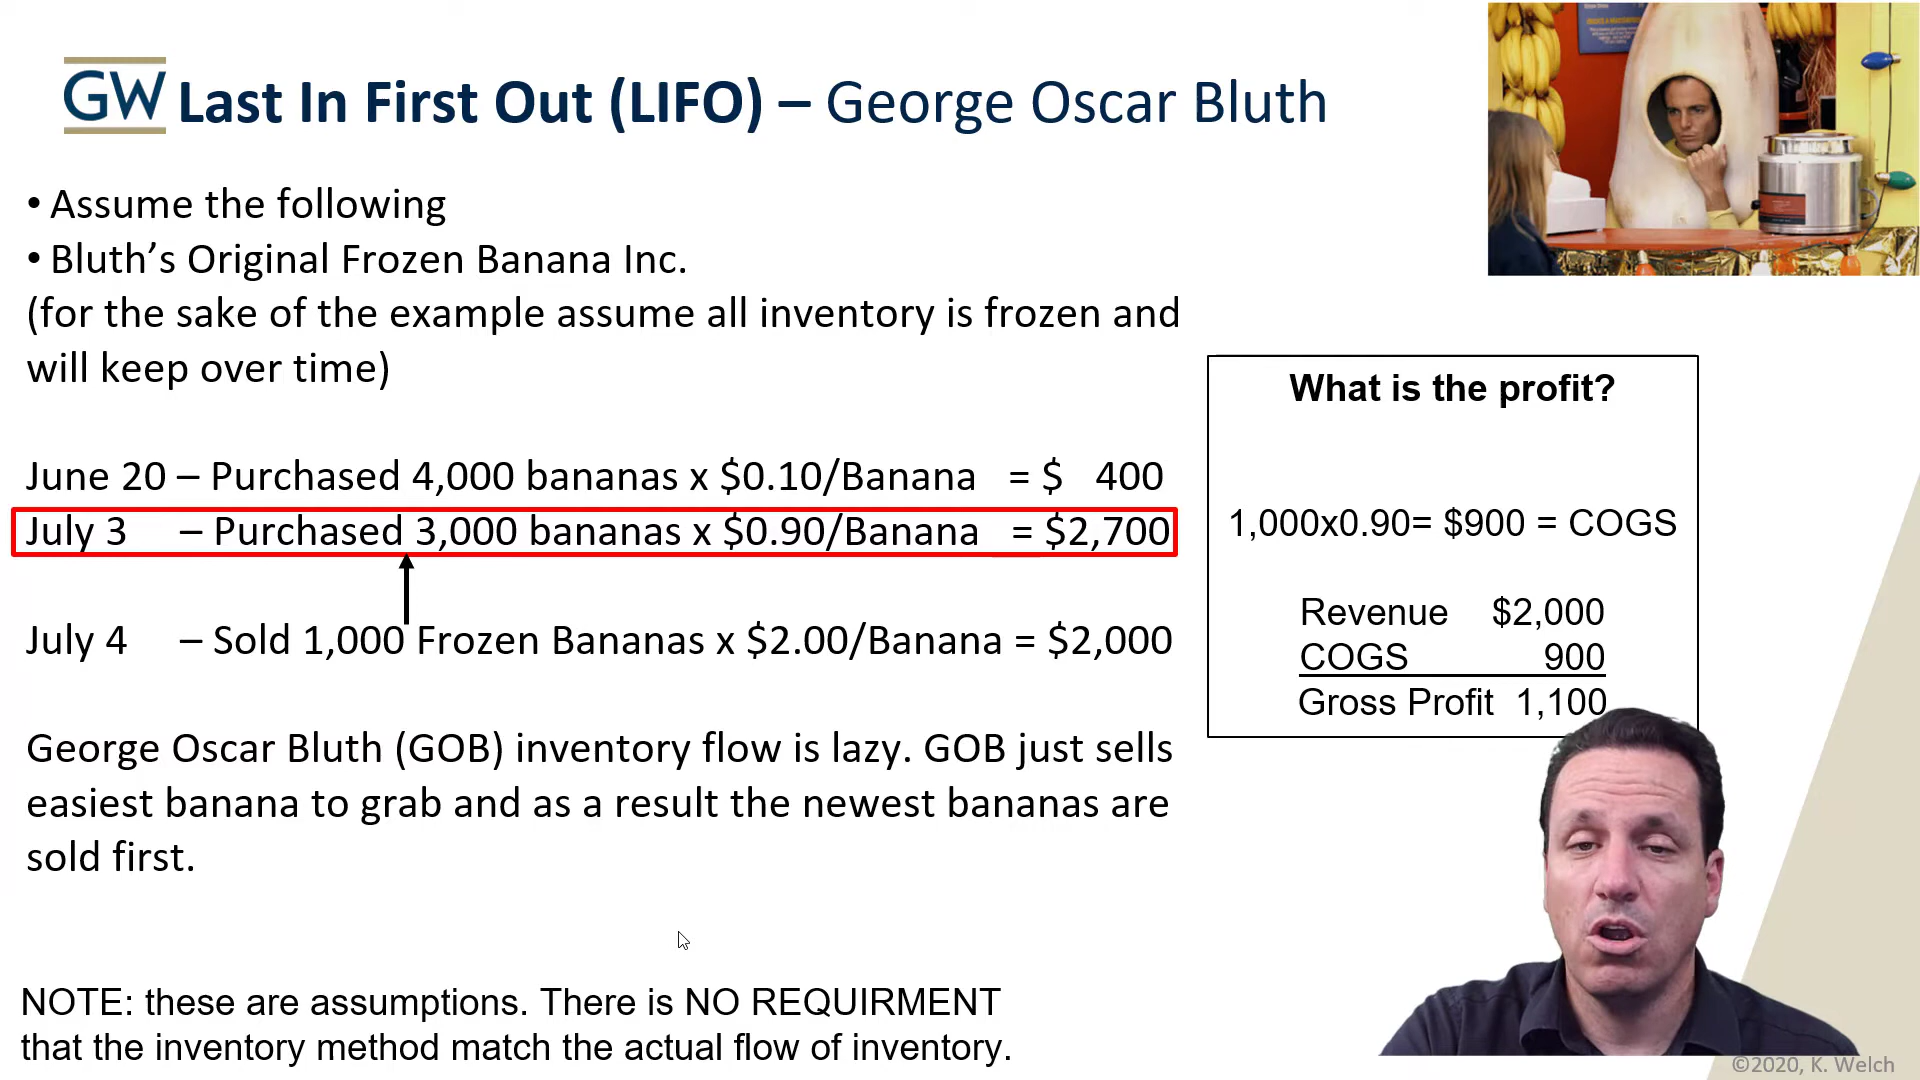 GW Last In First Out (LIFO) – George Oscar Bluth
• Assume the following
• Bluth’s Original Frozen Banana Inc.
(for the sake of the example assume all inventory is frozen and
will keep over time)
June 20 – Purchased 4,000 bananas x $0.10/Banana = $ 400
July 3 – Purchased 3,000 bananas x $0.90/Banana = $2,700
July 4 – Sold 1,000 Frozen Bananas x $2.00/Banana = $2,000
George Oscar Bluth (GOB) inventory flow is lazy. GOB just sells
easiest banana to grab and as a result the newest bananas are
sold first.
NOTE: these are assumptions. There is NO REQUIRMENT
that the inventory method match the actual flow of inventory.
What is the profit?
1,000x0.90= $900 = COGS
Revenue $2,000
COGS 900
Gross Profit 1,100
©2020, K. Welch